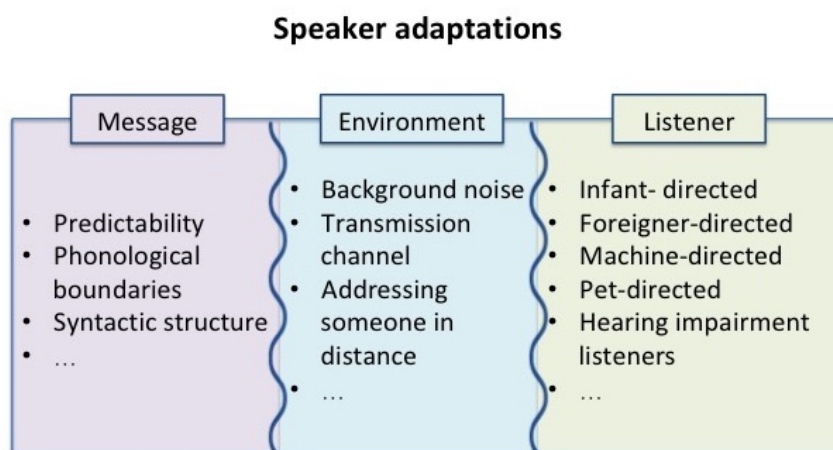 Speaker adaptations
Message
• Predictability
• Phonological
boundaries
• Syntactic structure
• ...
Environment
• Background noise
• Transmission
channel
• Addressing
someone in
distance
• ...
Listener
• Infant- directed
• Foreigner-directed
• Machine-directed
• Pet-directed
• Hearing impairment
listeners
• ...